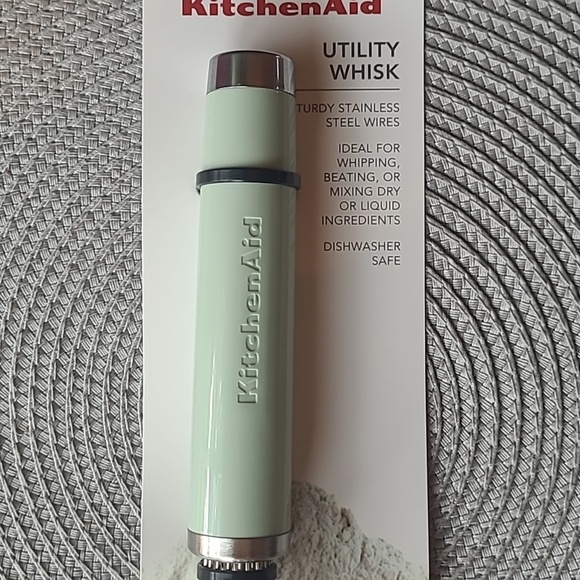 KitchenAid
UTILITY
WHISK
TURDY STAINLESS
STEEL WIRES
IDEAL FOR
WHIPPING,
BEATING, OR
MIXING DRY
OR LIQUID
INGREDIENTS
DISHWASHER
SAFE
KitchenAid